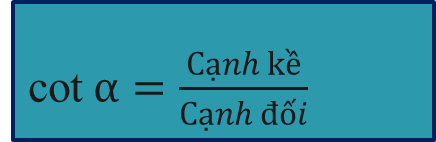 cot α = Cạnh kề / Cạnh đối